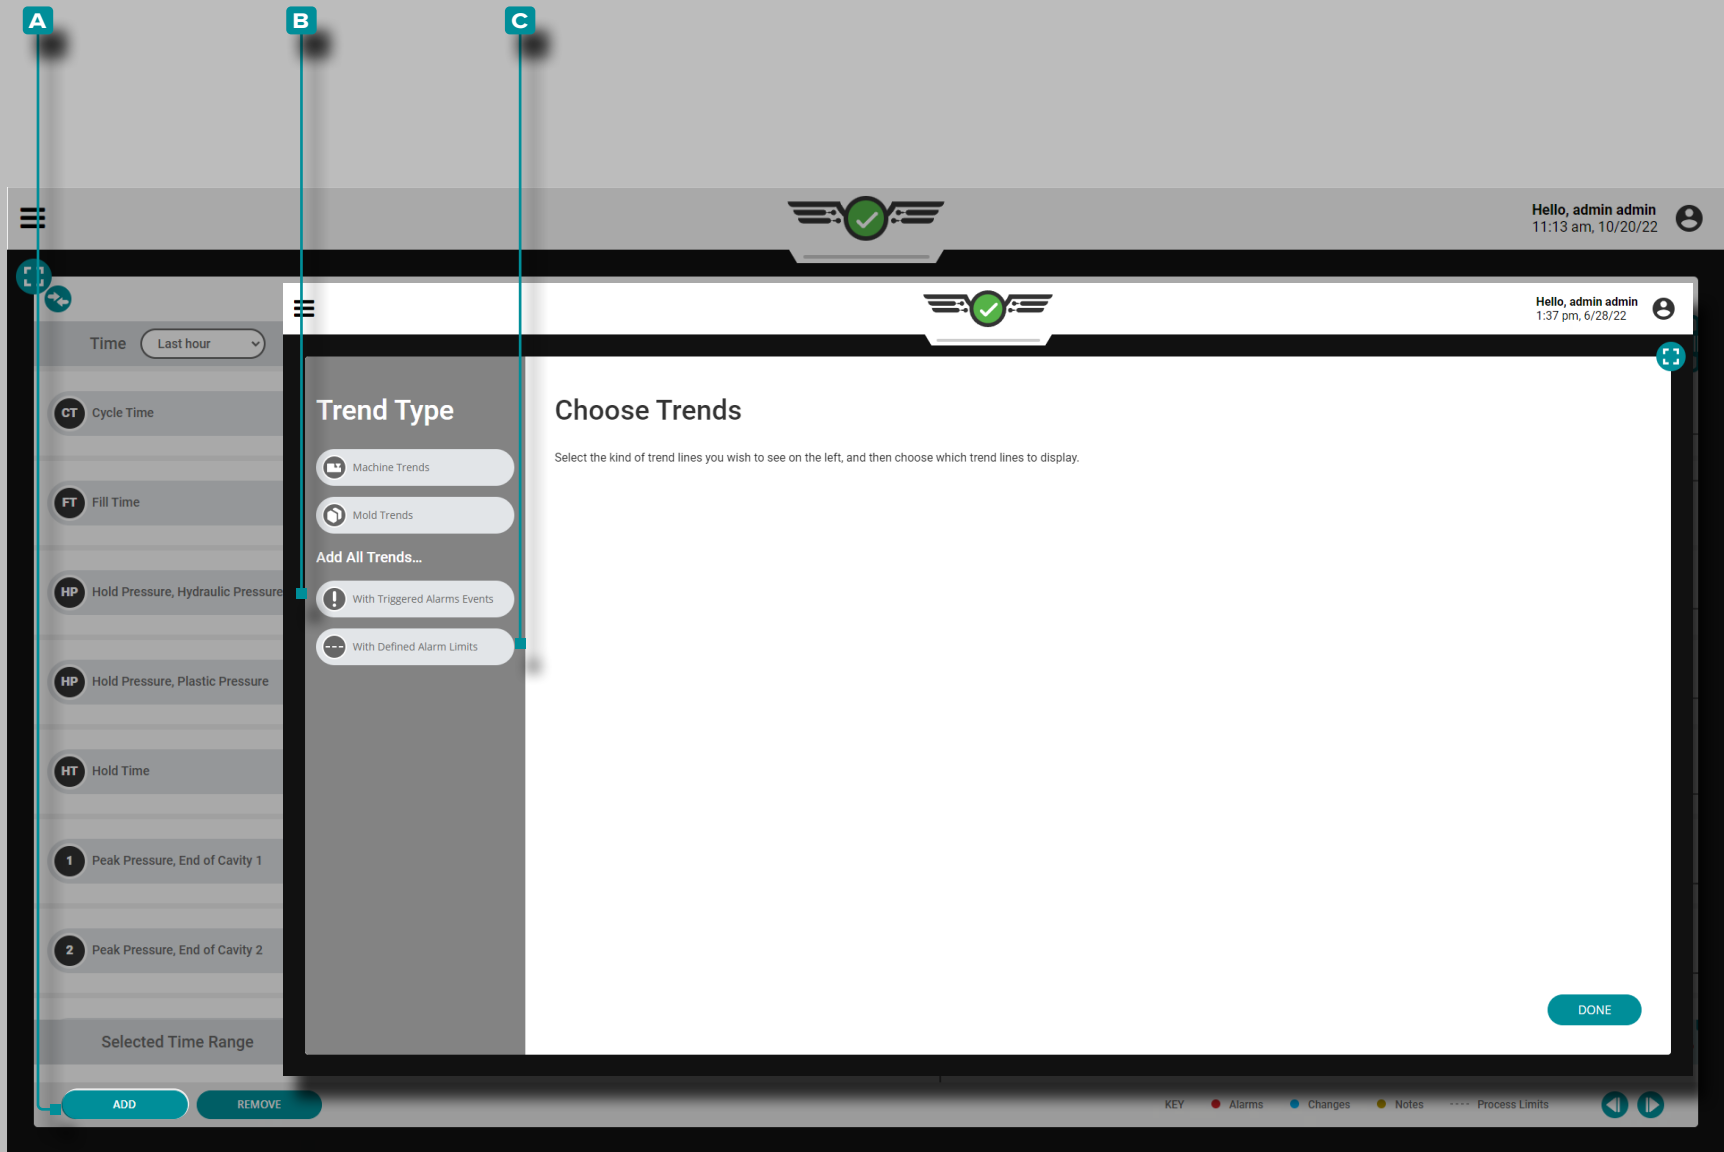 A B C
Hello, admin admin
11:13 am, 10/20/22
Time Last hour
CT Cycle Time
FT Fill Time
HP Hold Pressure, Hydraulic Pressure
HP Hold Pressure, Plastic Pressure
HT Hold Time
1 Peak Pressure, End of Cavity 1
2 Peak Pressure, End of Cavity 2
Selected Time Range
ADD REMOVE
Hello, admin admin
1:37 pm, 6/28/22
Trend Type
Machine Trends
Mold Trends
Add All Trends...
With Triggered Alarms Events
With Defined Alarm Limits
Choose Trends
Select the kind of trend lines you wish to see on the left, and then choose which trend lines to display.
DONE
KEY Alarms Changes Notes Process Limits